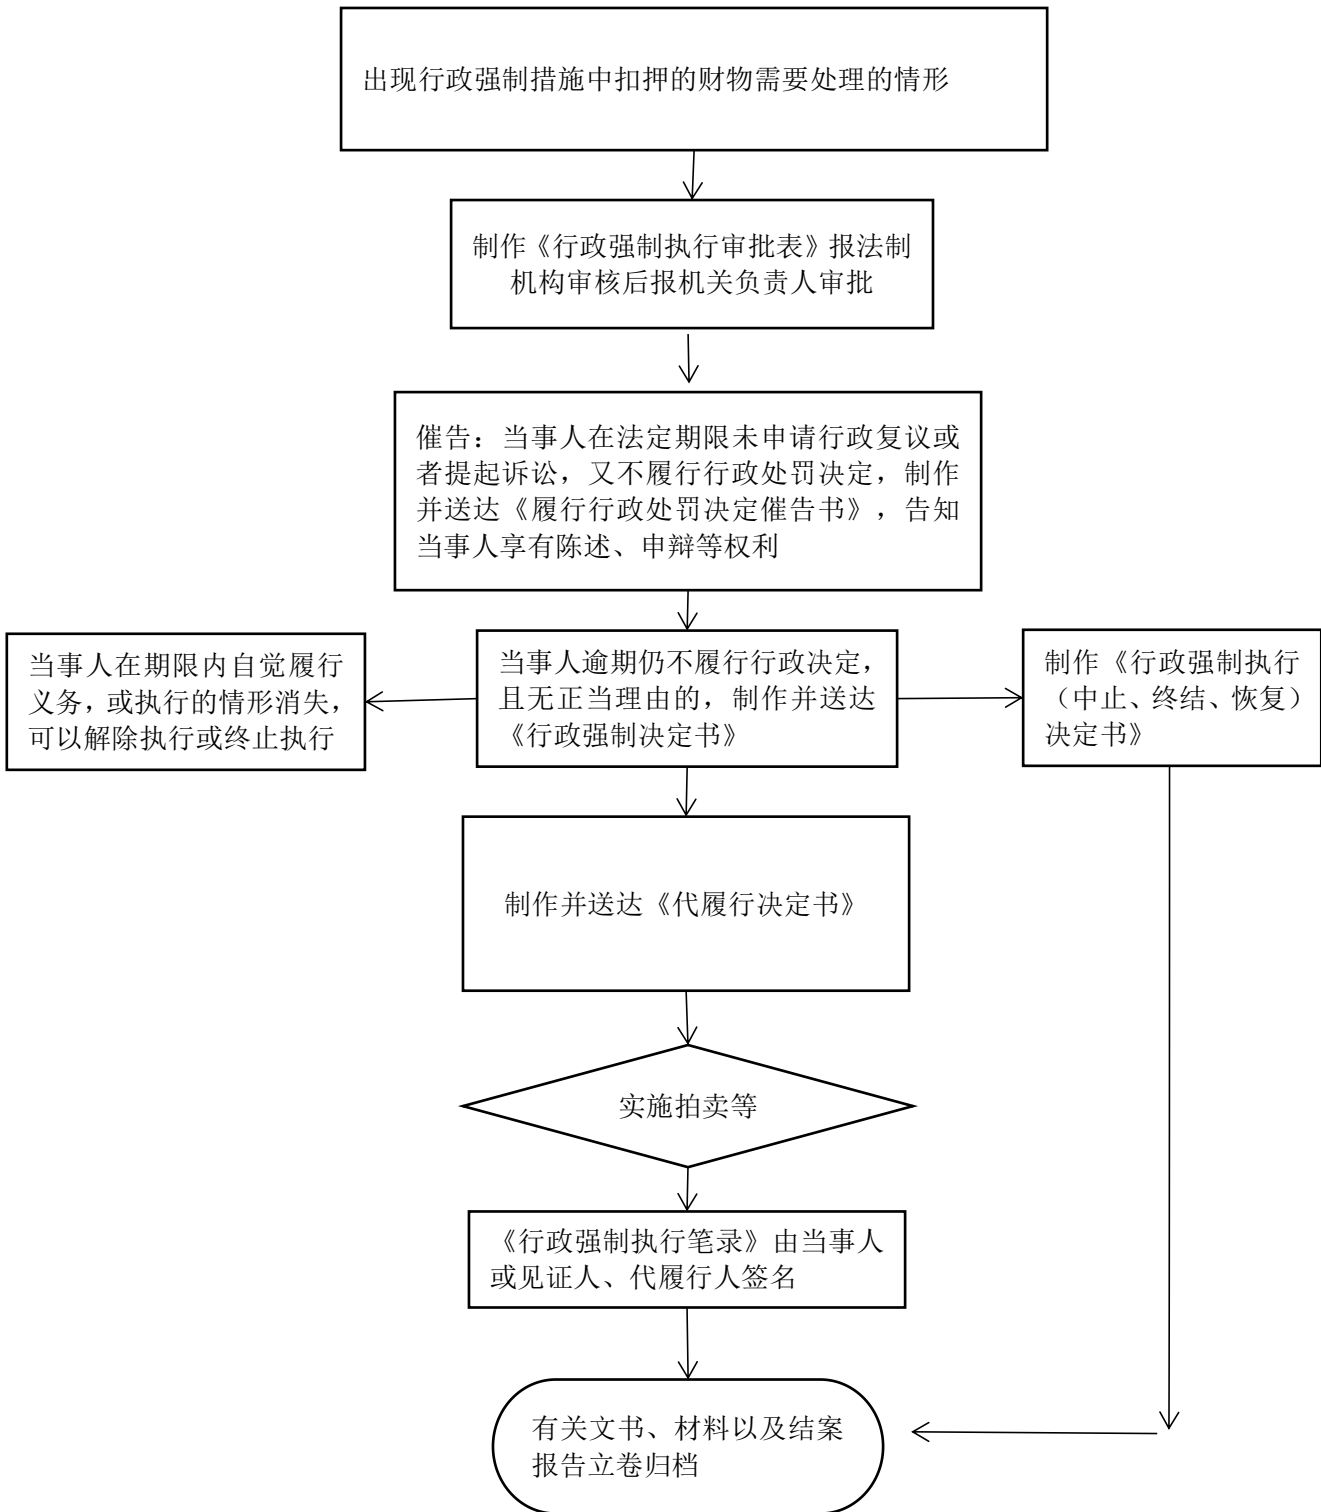 出现行政强制措施中扣押的财物需要处理的情形
制作《行政强制执行审批表》报法制
机构审核后报机关负责人审批
催告：当事人在法定期限未申请行政复议或
者提起诉讼，又不履行行政处罚决定，制作
并送达《履行行政处罚决定催告书》，告知
当事人享有陈述、申辩等权利
当事人在期限内自觉履行
义务，或执行的情形消失，
可以解除执行或终止执行
当事人逾期仍不履行行政决定，
且无正当理由的，制作并送达
《行政强制决定书》
制作《行政强制执行
（中止、终结、恢复）
决定书》
制作并送达《代履行决定书》
实施拍卖等
《行政强制执行笔录》由当事人
或见证人、代履行人签名
有关文书、材料以及结案
报告立卷归档